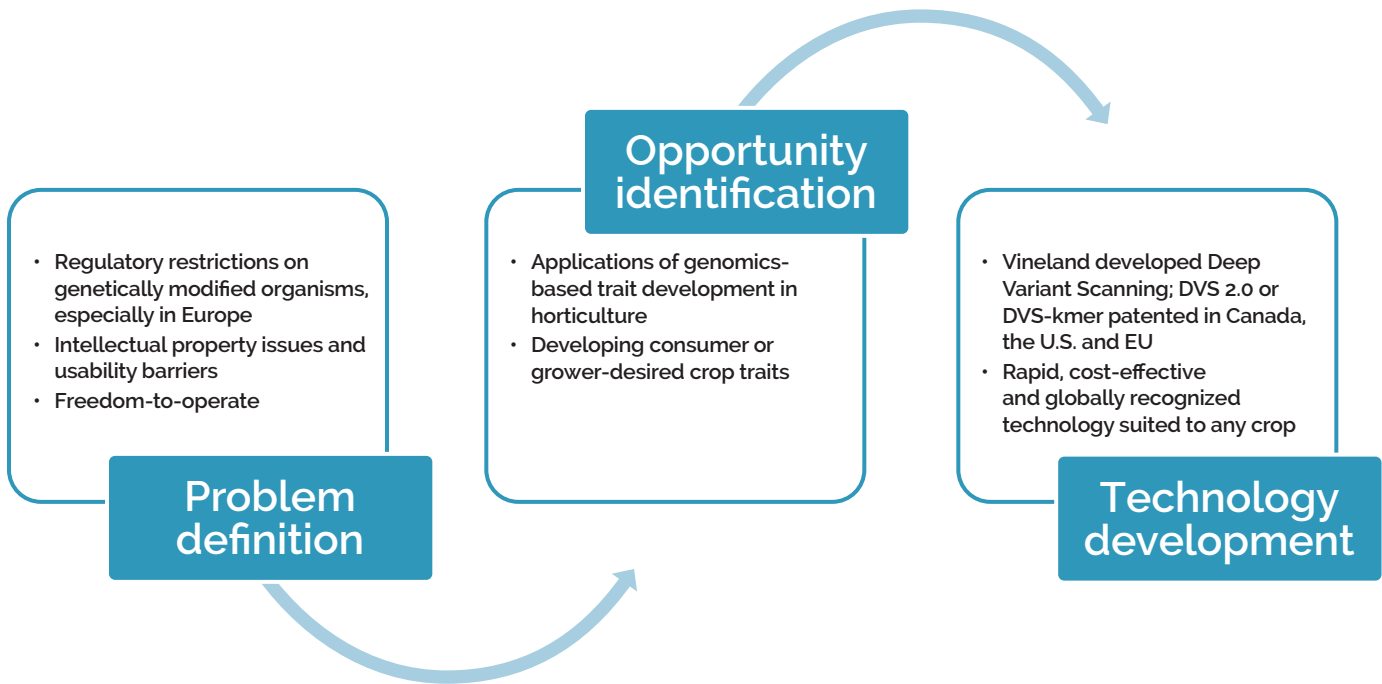 • Regulatory restrictions on
genetically modified organisms,
especially in Europe
• Intellectual property issues and
usability barriers
• Freedom-to-operate
Problem
definition
Opportunity
identification
• Applications of genomics-
based trait development in
horticulture
• Developing consumer or
grower-desired crop traits
• Vineland developed Deep
Variant Scanning; DVS 2.0 or
DVS-kmer patented in Canada,
the U.S. and EU
• Rapid, cost-effective
and globally recognized
technology suited to any crop
Technology
development